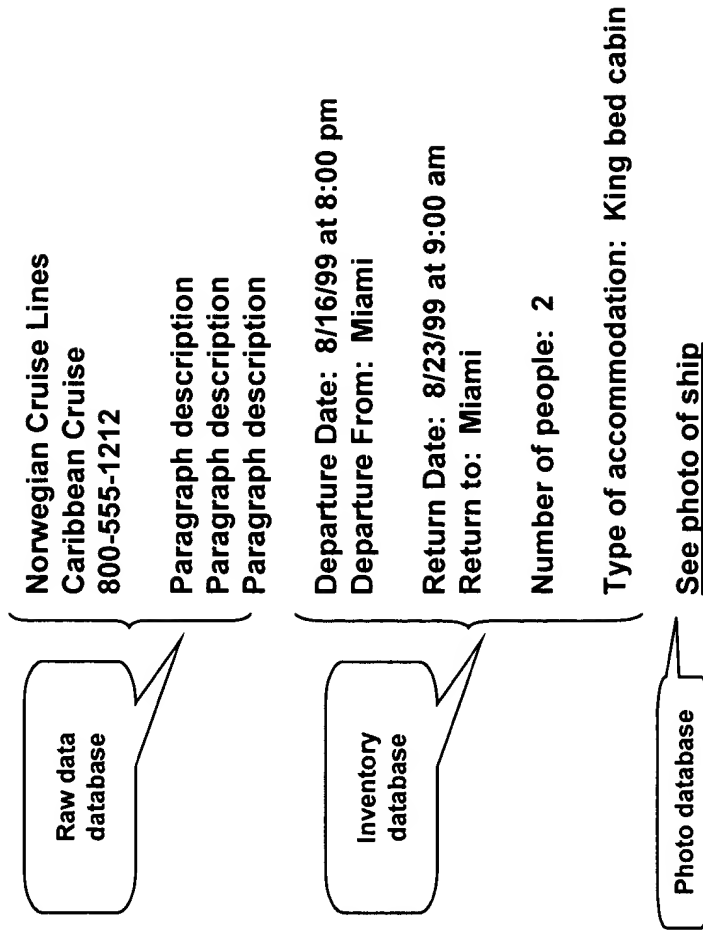 Raw data
database
Norwegian Cruise Lines
Caribbean Cruise
800-555-1212
Paragraph description
Paragraph description
Paragraph description
Inventory
database
Departure Date: 8/16/99 at 8:00 pm
Departure From: Miami
Return Date: 8/23/99 at 9:00 am
Return to: Miami
Number of people: 2
Type of accommodation: King bed cabin
Photo database
See photo of ship